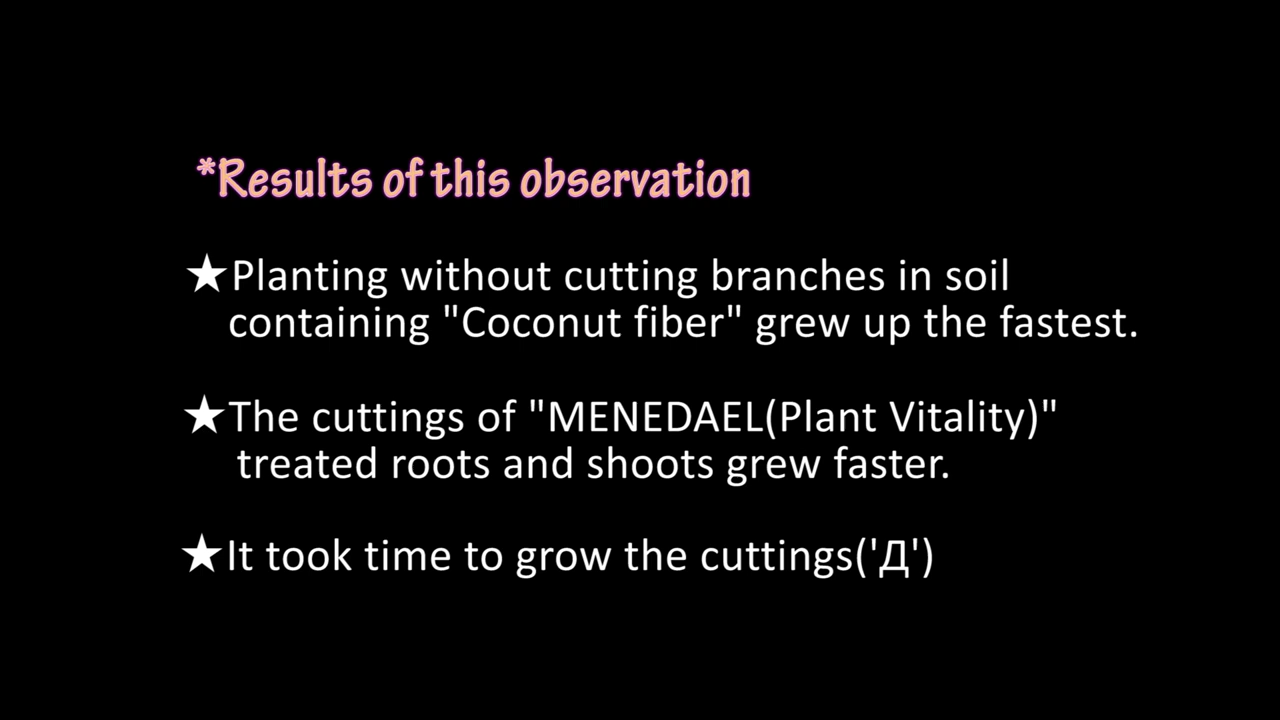 *Results of this observation
★Planting without cutting branches in soil
containing "Coconut fiber" grew up the fastest.
★The cuttings of "MENEDAEL(Plant Vitality)"
treated roots and shoots grew faster.
★It took time to grow the cuttings('Д')